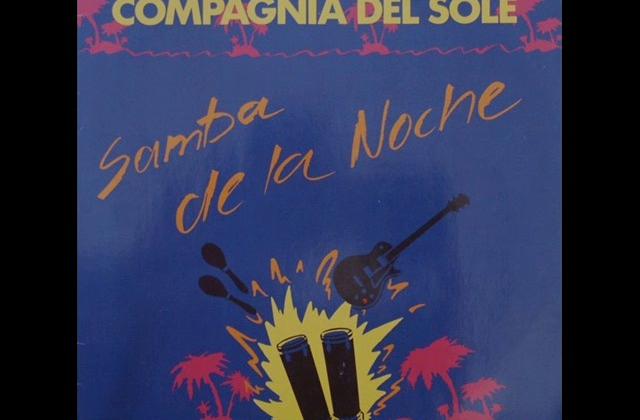 COMPAGNIA DEL SOLE
Samba
de la Noche